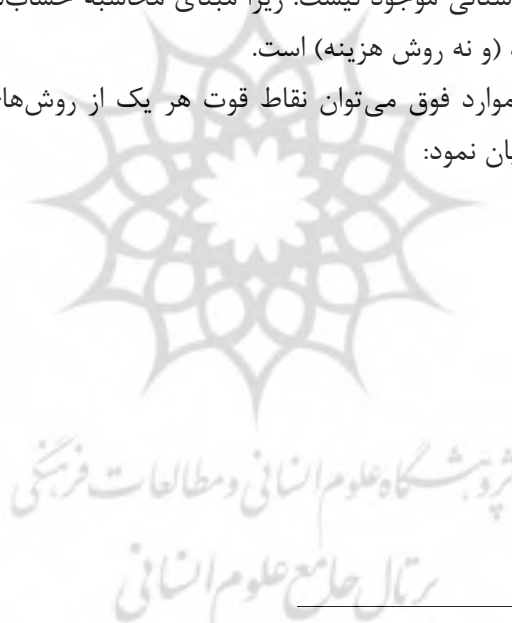 ستانی موجود نیست. زیرا مبنای محاسبه حساب
(و نه روش هزینه) است.
موارد فوق می‌توان نقاط قوت هر یک از روش‌ها
ان نمود:
پژوهشگاه علوم انسانی و مطالعات فرهنگی
پرتال جامع علوم انسانی